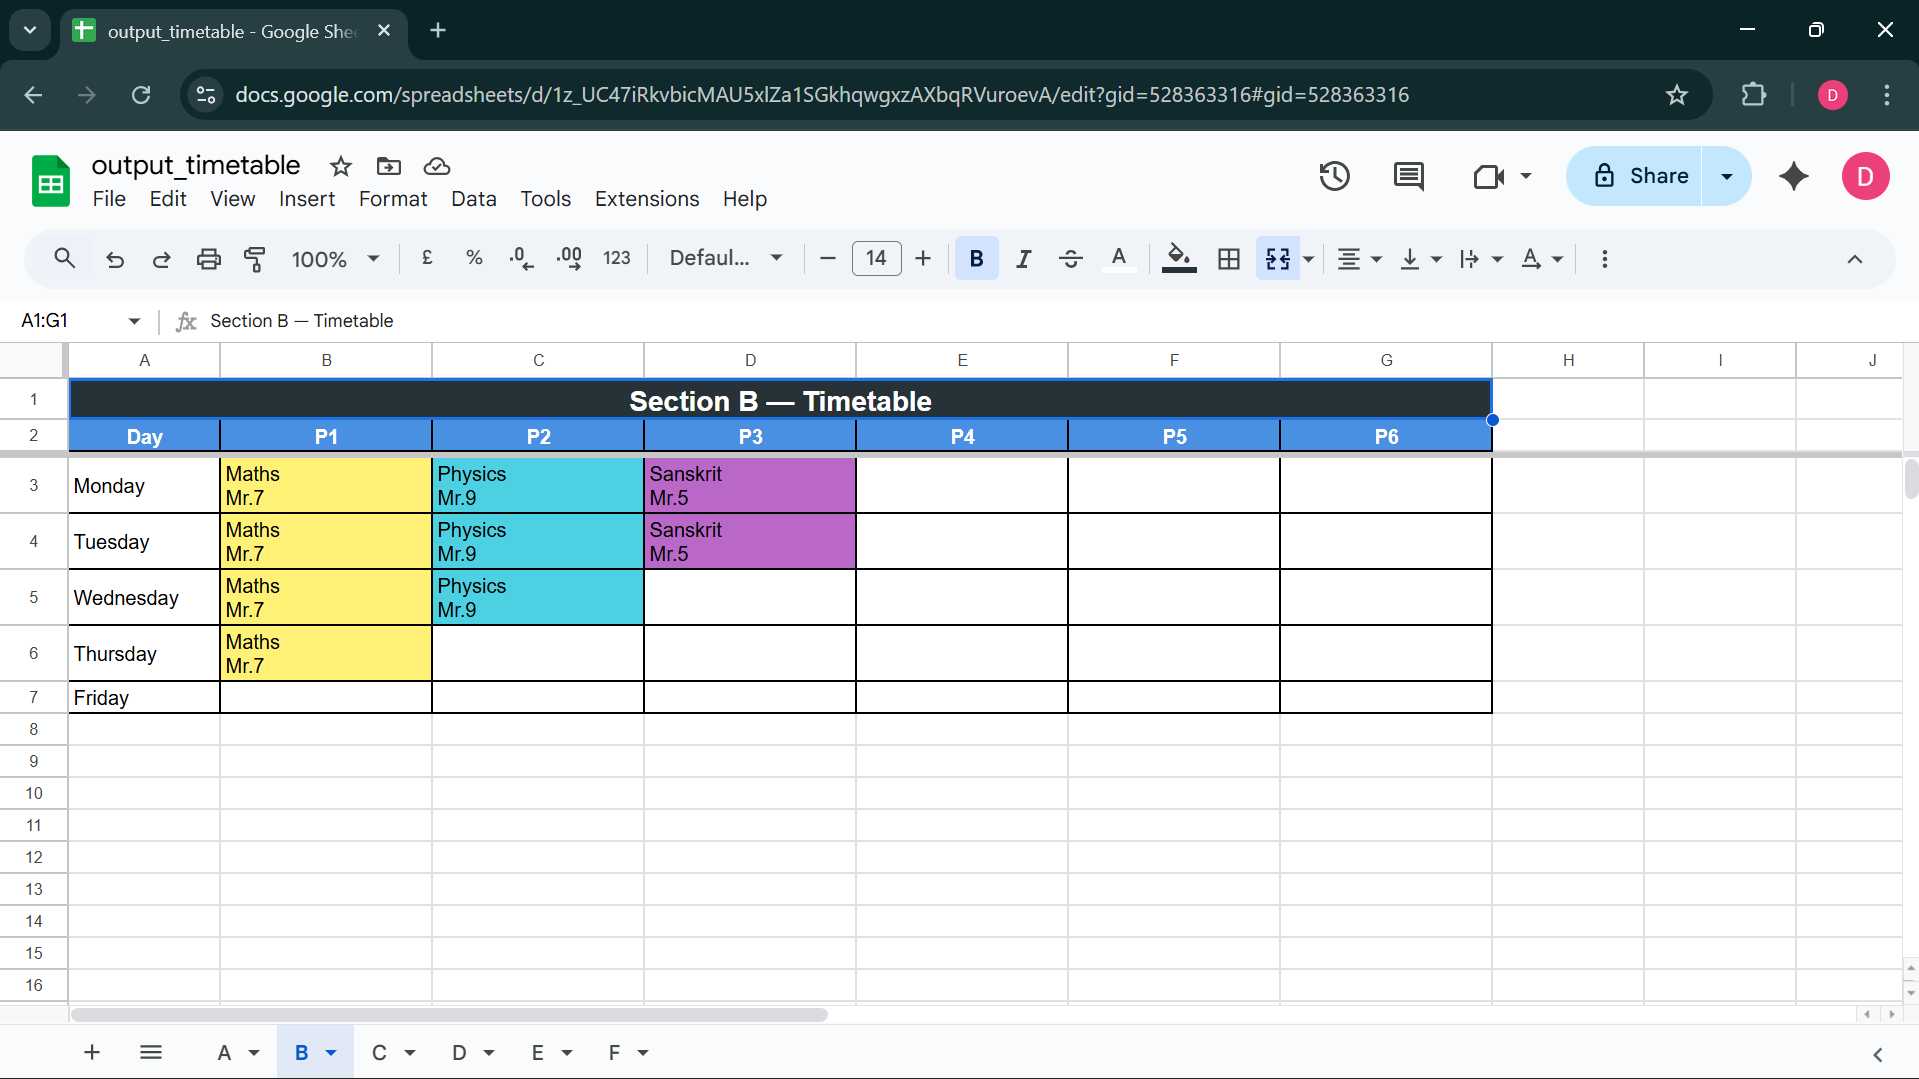 output_timetable - Google She
docs.google.com/spreadsheets/d/1z_UC47iRkvbicMAU5xlZa1SGkhqwgxzAXbqRVuroevA/edit?gid=528363316#gid=528363316
D
output_timetable
File Edit View Insert Format Data Tools Extensions Help
Share
D
100% £ % .0 .00 123 Defaul... 14 B I S A A
A1:G1 fx Section B — Timetable
A B C D E F G H I J
1 Section B — Timetable
2 Day P1 P2 P3 P4 P5 P6
3 Monday Maths Mr.7 Physics Mr.9 Sanskrit Mr.5
4 Tuesday Maths Mr.7 Physics Mr.9 Sanskrit Mr.5
5 Wednesday Maths Mr.7 Physics Mr.9
6 Thursday Maths Mr.7
7 Friday
8
9
10
11
12
13
14
15
16
A B C D E F